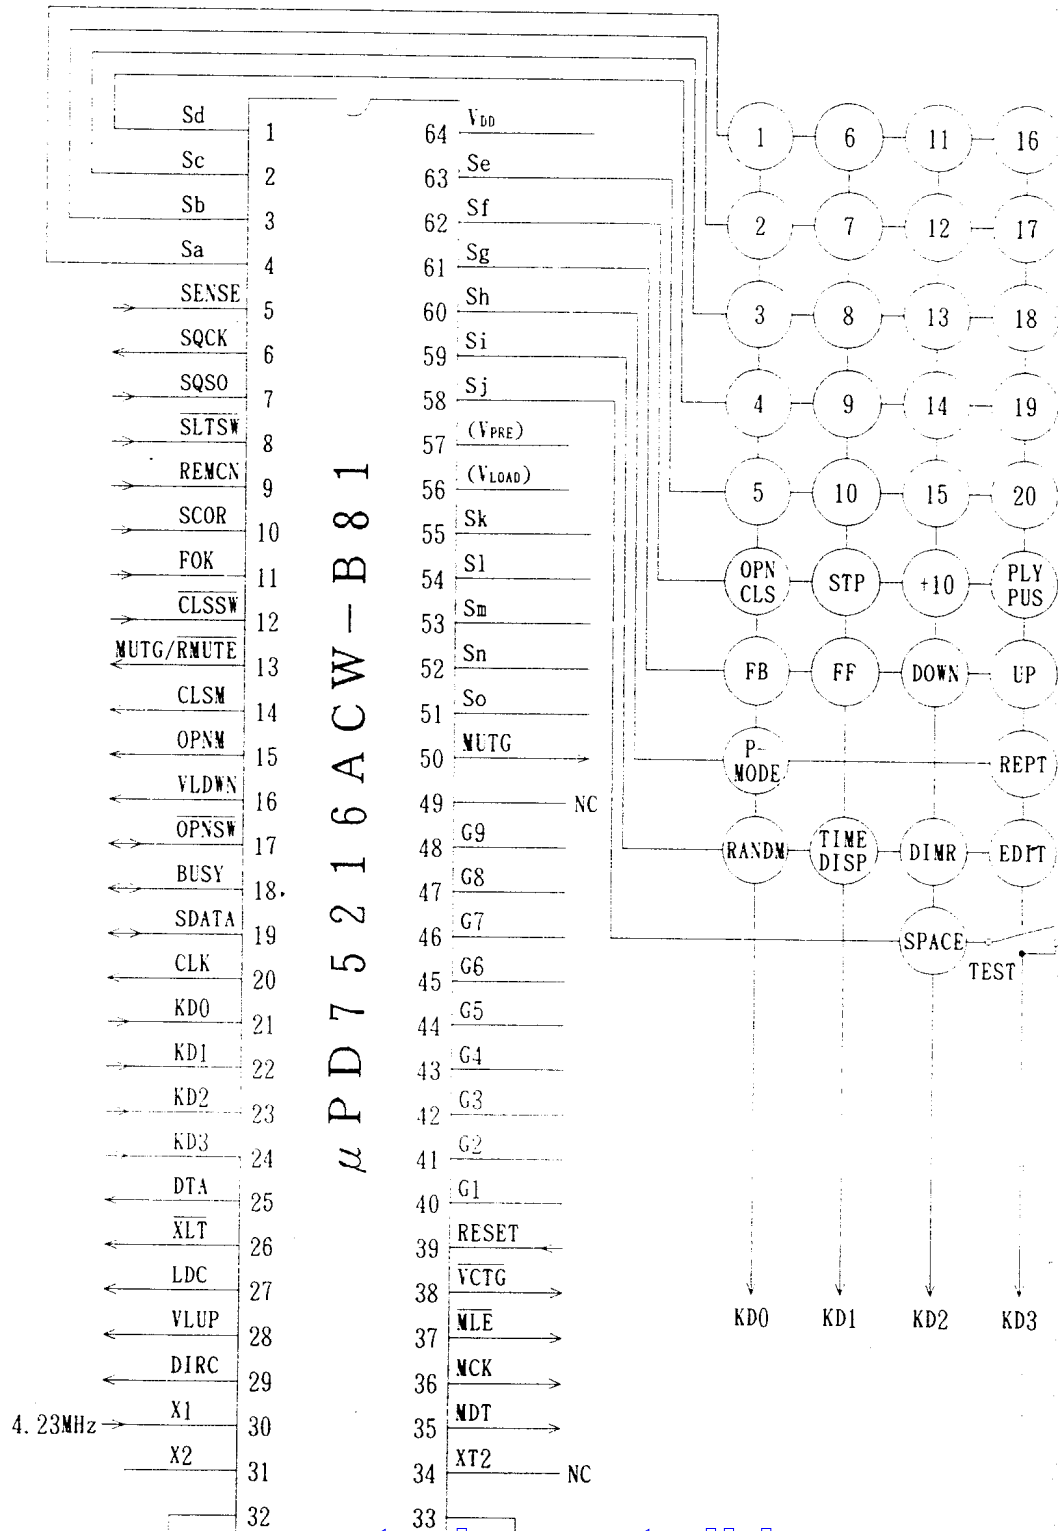 Sd 1
Sc 2
Sb 3
Sa 4
SENSE 5
SQCK 6
SQSO 7
SLTSW 8
REMCN 9
SCOR 10
FOK 11
CLSSW 12
MUTG/RMUTE 13
CLSM 14
OPNM 15
VLDWN 16
OPNSW 17
BUSY 18
SDATA 19
CLK 20
KD0 21
KD1 22
KD2 23
KD3 24
DTA 25
XLT 26
LDC 27
VLUP 28
DIRC 29
4.23MHz X1 30
X2 31
32
μPD75216ACW-B81
64 VDD
63 Se
62 Sf
61 Sg
60 Sh
59 Si
58 Sj
57 (VPRE)
56 (VLOAD)
55 Sk
54 Sl
53 Sm
52 Sn
51 So
50 MUTG
49 NC
48 G9
47 G8
46 G7
45 G6
44 G5
43 G4
42 G3
41 G2
40 G1
39 RESET
38 VCTG
37 MLE
36 MCK
35 MDT
34 XT2 NC
33
1 6 11 16
2 7 12 17
3 8 13 18
4 9 14 19
5 10 15 20
OPN CLS STP +10 PLY PUS
FB FF DOWN UP
P-MODE REPT
RANDM TIME DISP DIMR EDIT
SPACE TEST
KD0 KD1 KD2 KD3